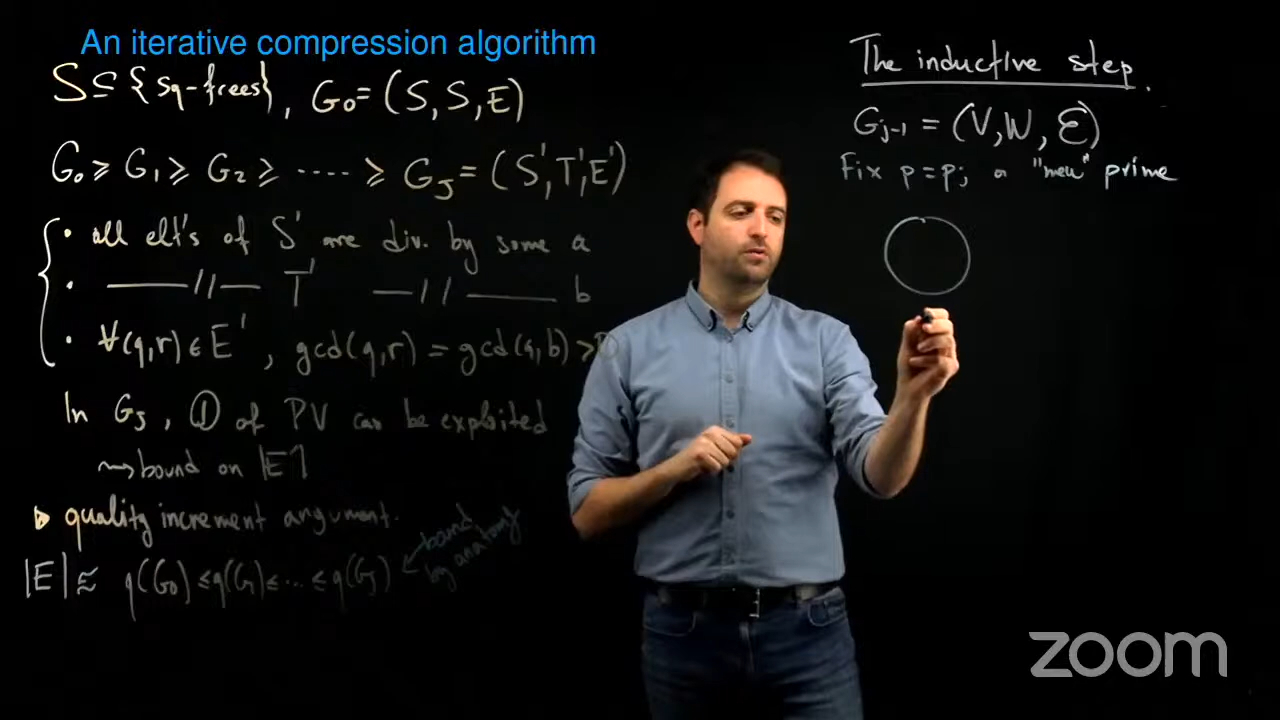 An iterative compression algorithm
S ⊆ {sq-frees}, G₀ = (S, S, E)
G₀ ⩾ G₁ ⩾ G₂ ⩾ ····· ⩾ G_J = (S', T', E')
· all elt's of S' are div. by some a
· ——//— T' —//—— b
· ∀(q,r) ∈ E', gcd(q,r) = gcd(a,b) > D
In G_J, ① of PV can be exploited
⇝ bound on |E'|
▷ quality increment argument.
|E| ≲ q(G₀) ≤ q(G₁) ≤ ... ≤ q(G_J) ← bound by anatomy
The inductive step.
G_{j-1} = (V, W, ℰ)
Fix p = p_j a "new" prime
zoom